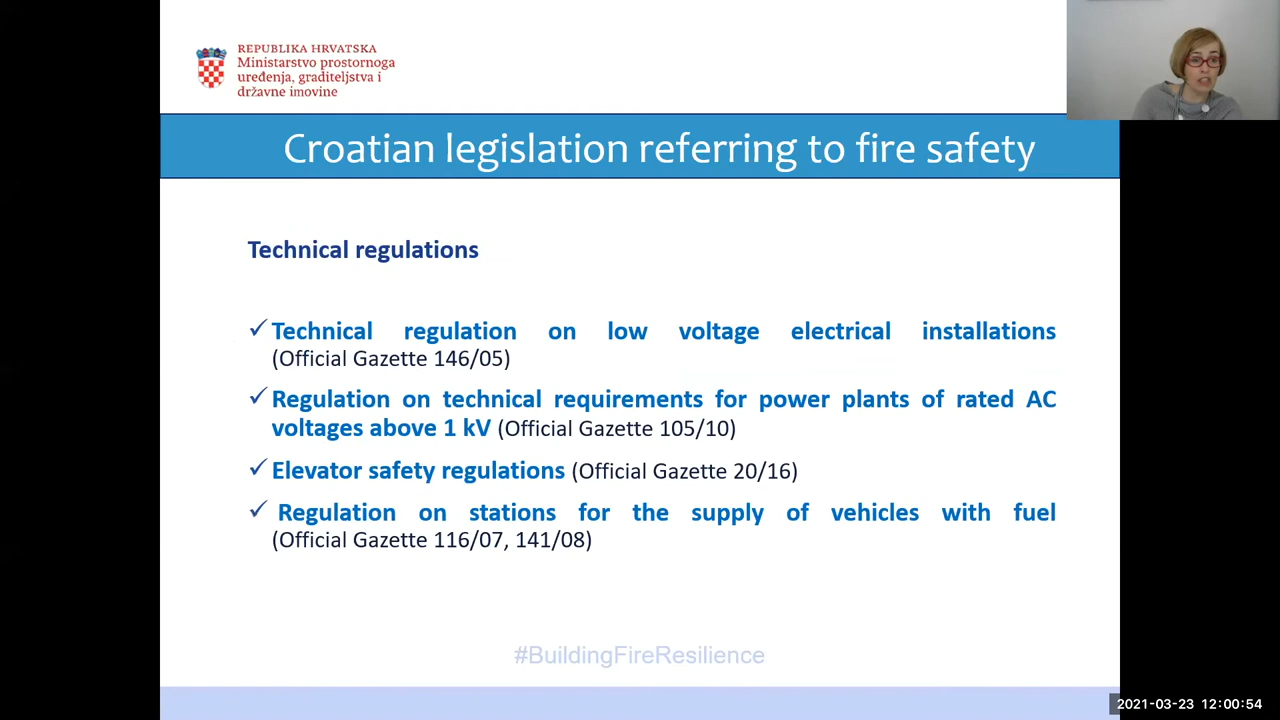 REPUBLIKA HRVATSKA
Ministarstvo prostornoga
uređenja, graditeljstva i
državne imovine
Croatian legislation referring to fire safety
Technical regulations
✓ Technical regulation on low voltage electrical installations
(Official Gazette 146/05)
✓ Regulation on technical requirements for power plants of rated AC
voltages above 1 kV (Official Gazette 105/10)
✓ Elevator safety regulations (Official Gazette 20/16)
✓ Regulation on stations for the supply of vehicles with fuel
(Official Gazette 116/07, 141/08)
#BuildingFireResilience
2021-03-23 12:00:54